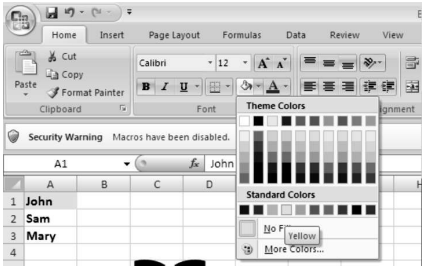 Home Insert Page Layout Formulas Data Review View
Cut
Copy
Paste
Format Painter
Calibri 12 A A
B I U A
Clipboard Font
Theme Colors
Security Warning Macros have been disabled.
A1 fx John
Standard Colors
Yellow
More Colors...
A B C D H
1 John
2 Sam
3 Mary
4